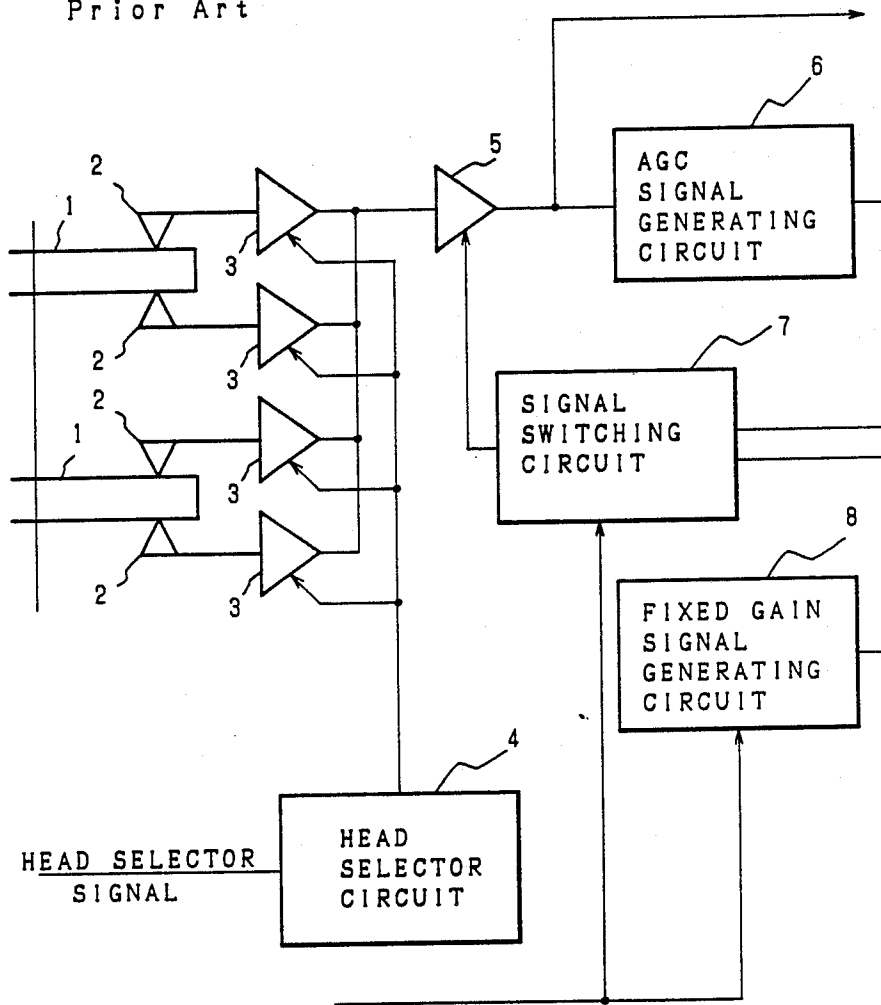 Prior Art
6
5
AGC
SIGNAL
GENERATING
CIRCUIT
2
1
3
2
3
7
SIGNAL
SWITCHING
CIRCUIT
2
1
3
2
3
8
FIXED GAIN
SIGNAL
GENERATING
CIRCUIT
4
HEAD
SELECTOR
CIRCUIT
HEAD SELECTOR
SIGNAL